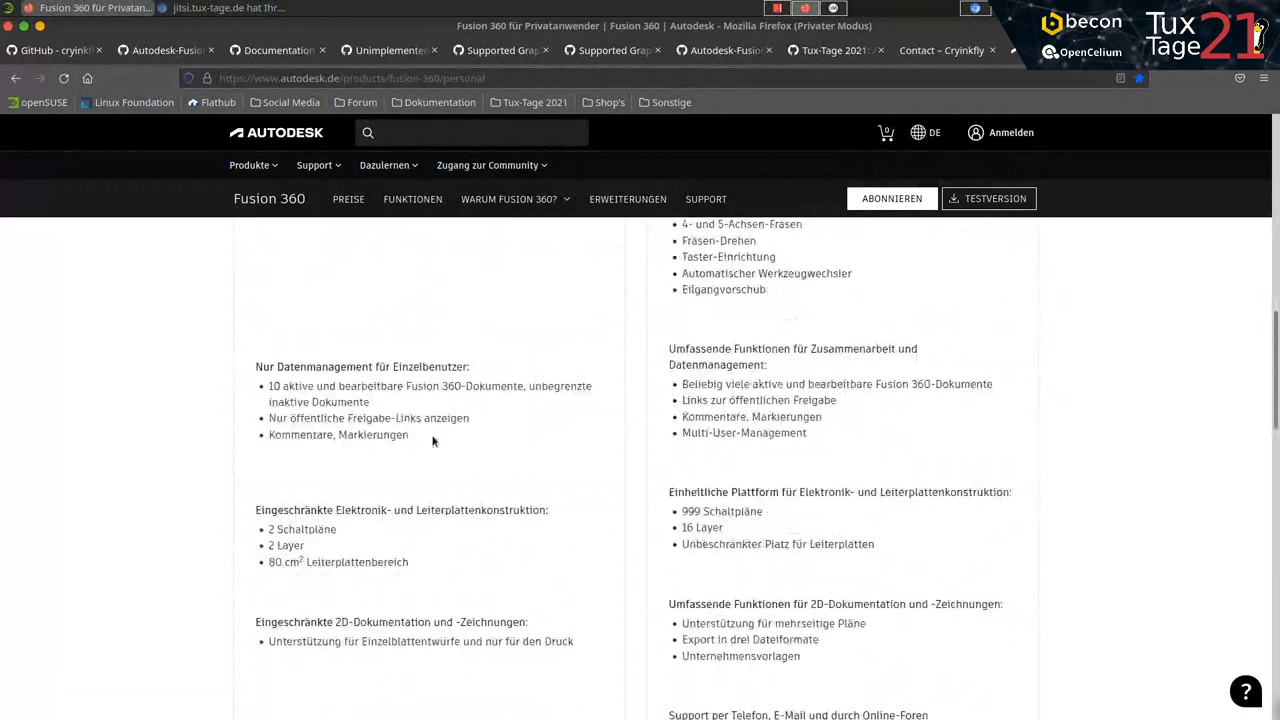 Fusion 360 für Privatan…
jitsi.tux-tage.de hat Ihr…
Fusion 360 für Privatanwender | Fusion 360 | Autodesk - Mozilla Firefox (Privater Modus)
GitHub - cryinkfly
Autodesk-Fusion
Documentation
Unimplemente
Supported Grap
Supported Grap
Autodesk-Fusion
Tux-Tage 2021:
Contact – Cryinkfly
becon
OpenCelium
Tux
Tage
21
https://www.autodesk.de/products/fusion-360/personal
openSUSE
Linux Foundation
Flathub
Social Media
Forum
Dokumentation
Tux-Tage 2021
Shop's
Sonstige
AUTODESK
0
DE
Anmelden
Produkte
Support
Dazulernen
Zugang zur Community
Fusion 360
PREISE
FUNKTIONEN
WARUM FUSION 360?
ERWEITERUNGEN
SUPPORT
ABONNIEREN
TESTVERSION
• 4- und 5-Achsen-Fräsen
• Fräsen-Drehen
• Taster-Einrichtung
• Automatischer Werkzeugwechsler
• Eilgangvorschub
Nur Datenmanagement für Einzelbenutzer:
• 10 aktive und bearbeitbare Fusion 360-Dokumente, unbegrenzte
inaktive Dokumente
• Nur öffentliche Freigabe-Links anzeigen
• Kommentare, Markierungen
Umfassende Funktionen für Zusammenarbeit und
Datenmanagement:
• Beliebig viele aktive und bearbeitbare Fusion 360-Dokumente
• Links zur öffentlichen Freigabe
• Kommentare, Markierungen
• Multi-User-Management
Eingeschränkte Elektronik- und Leiterplattenkonstruktion:
• 2 Schaltpläne
• 2 Layer
• 80 cm² Leiterplattenbereich
Einheitliche Plattform für Elektronik- und Leiterplattenkonstruktion:
• 999 Schaltpläne
• 16 Layer
• Unbeschränkter Platz für Leiterplatten
Eingeschränkte 2D-Dokumentation und -Zeichnungen:
• Unterstützung für Einzelblattentwürfe und nur für den Druck
Umfassende Funktionen für 2D-Dokumentation und -Zeichnungen:
• Unterstützung für mehrseitige Pläne
• Export in drei Dateiformate
• Unternehmensvorlagen
Support per Telefon, E-Mail und durch Online-Foren
?